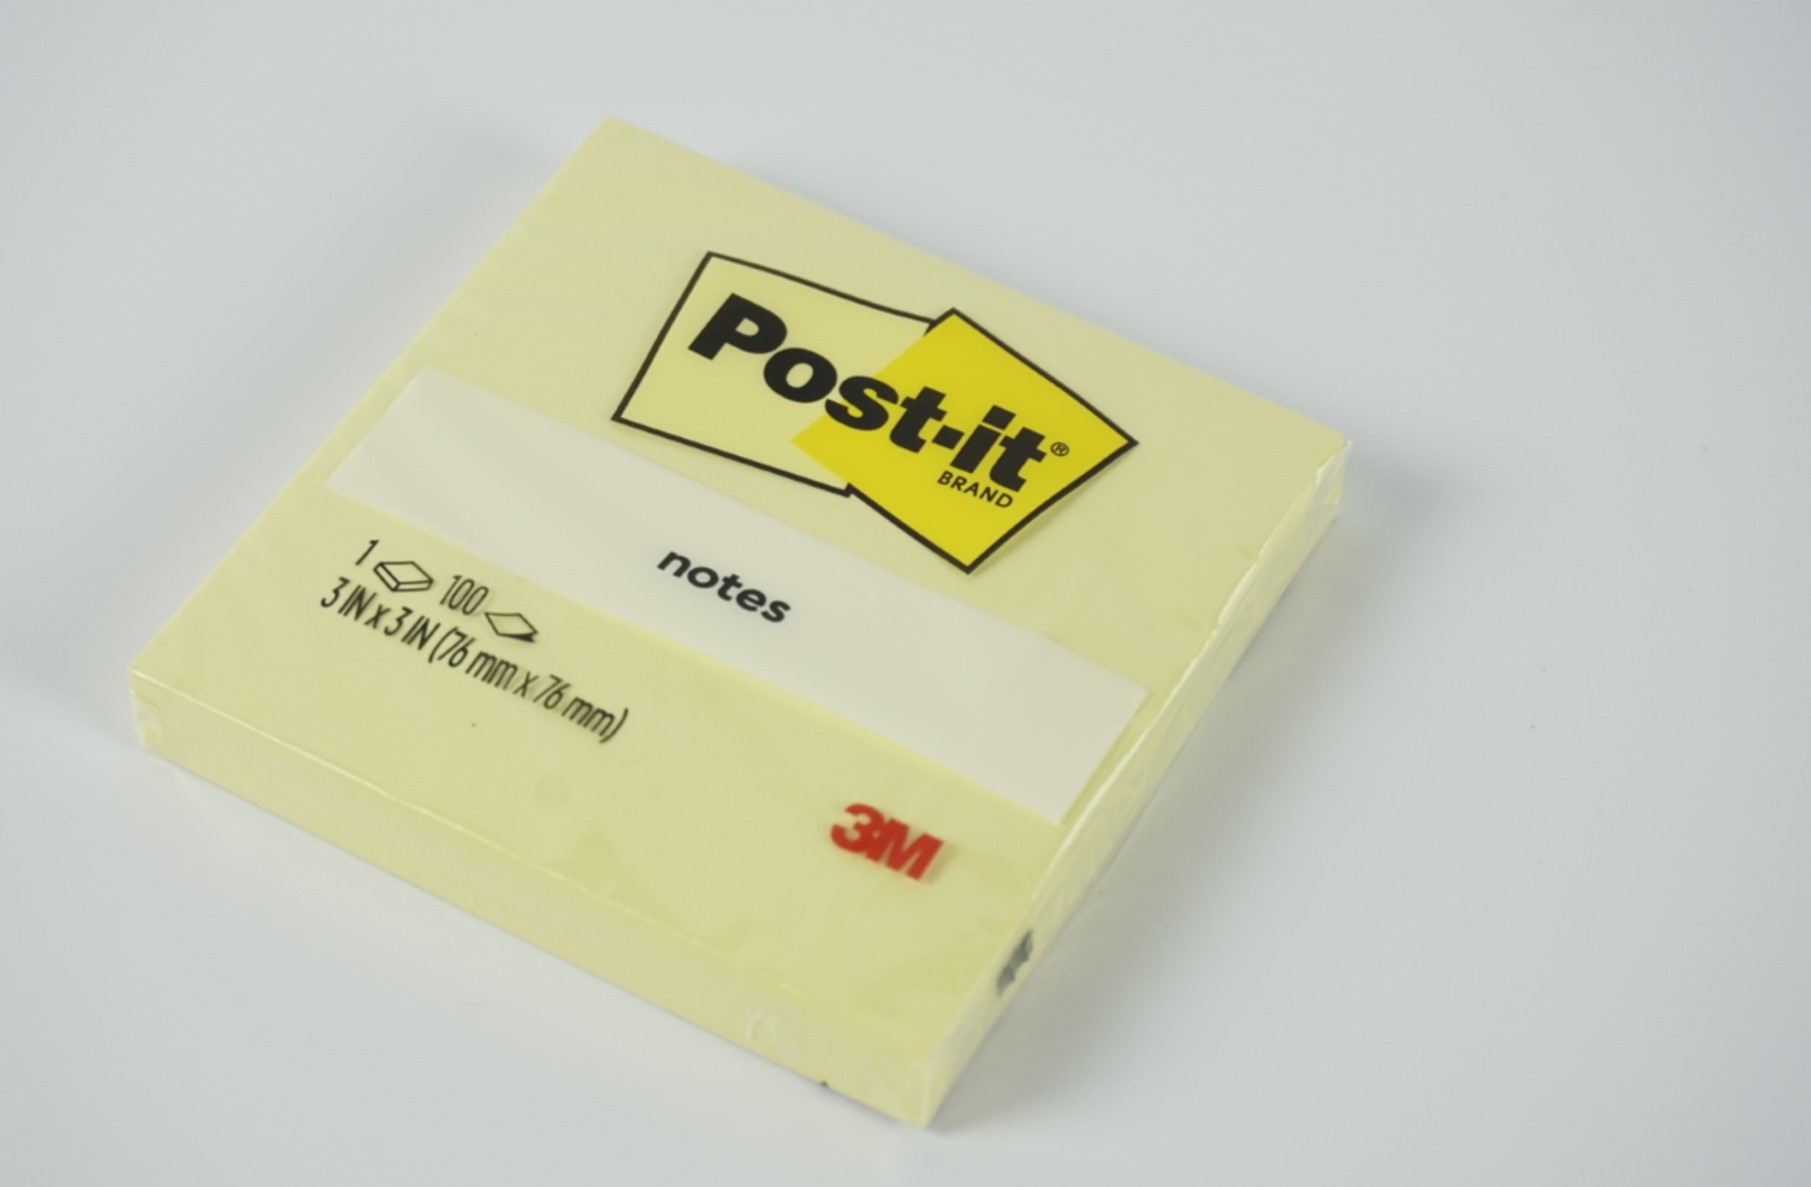 Post-it®
BRAND
notes
1 100
3 IN x 3 IN (76 mm x 76 mm)
3M